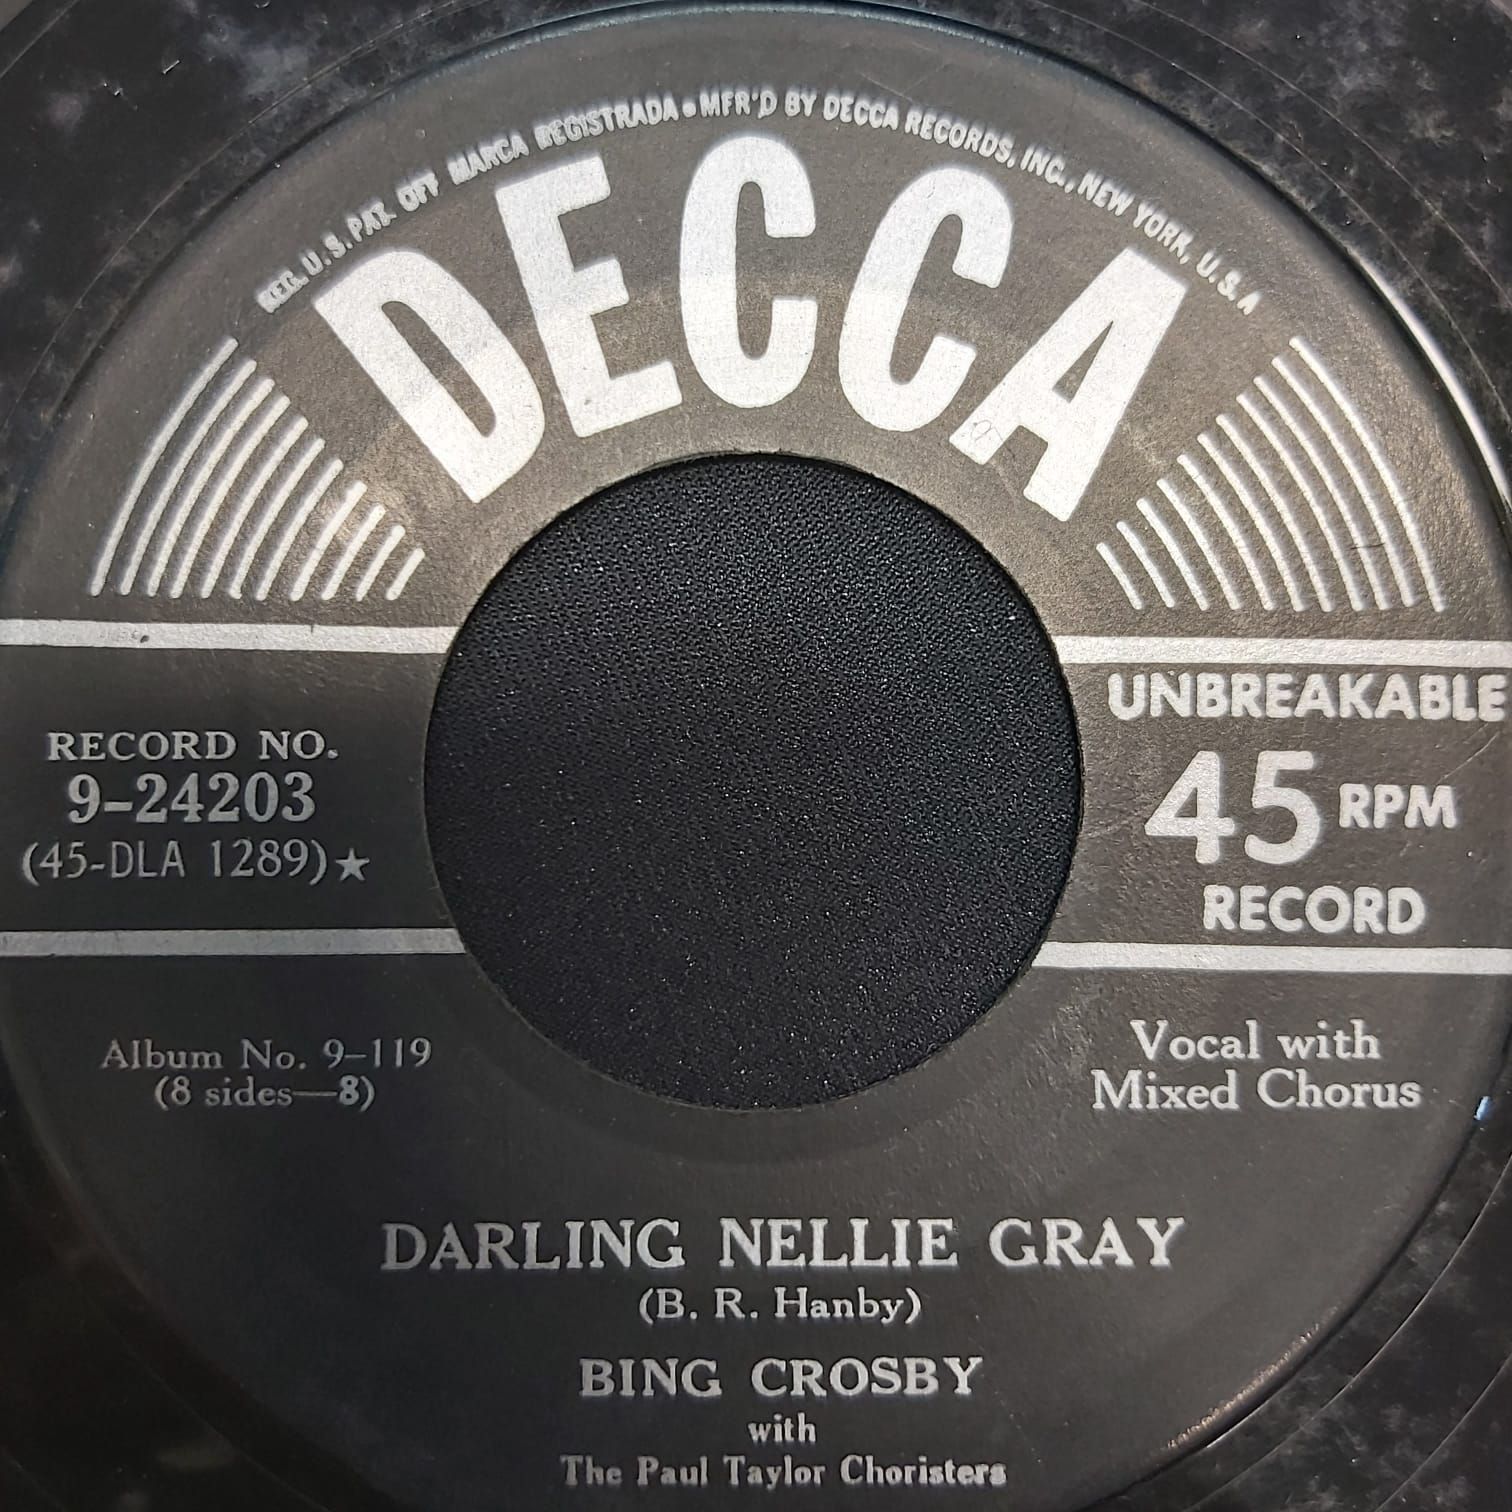 REG. U.S. PAT. OFF MARCA REGISTRADA • MFR'D BY DECCA RECORDS, INC., NEW YORK, U.S.A
DECCA
UNBREAKABLE
45 RPM
RECORD
RECORD NO.
9-24203
(45-DLA 1289)★
Album No. 9-119
(8 sides—8)
Vocal with
Mixed Chorus
DARLING NELLIE GRAY
(B. R. Hanby)
BING CROSBY
with
The Paul Taylor Choristers